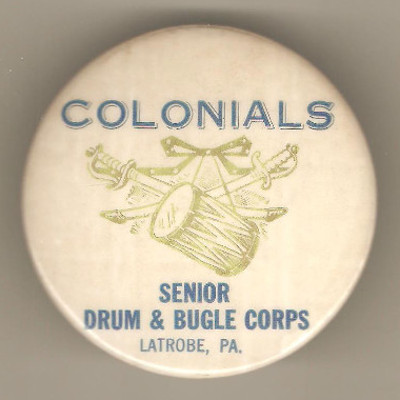 COLONIALS
SENIOR
DRUM & BUGLE CORPS
LATROBE, PA.